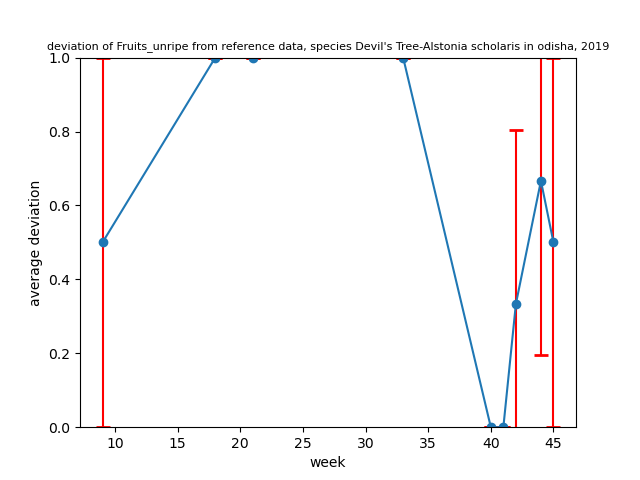 deviation of Fruits_unripe from reference data, species Devil's Tree-Alstonia scholaris in odisha, 2019
1.0
0.8
0.6
0.4
0.2
0.0
average deviation
10 15 20 25 30 35 40 45
week